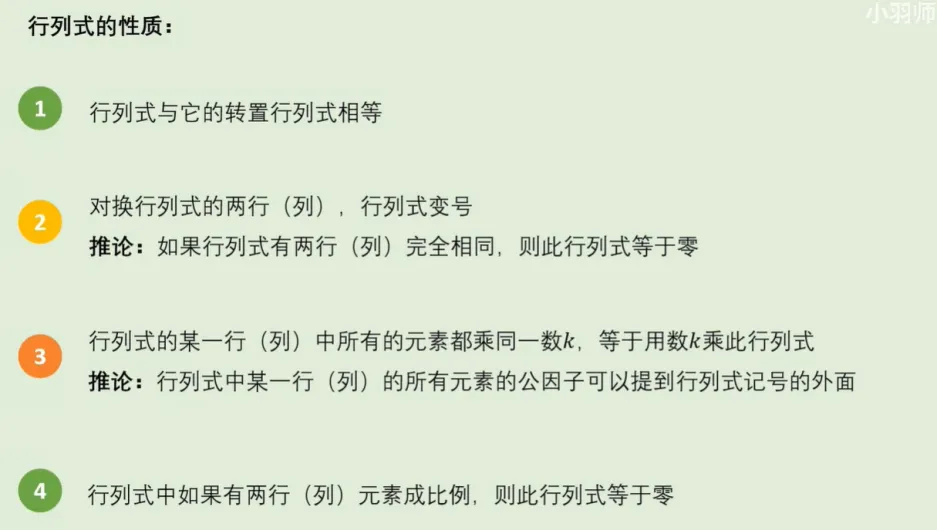 小羽师
行列式的性质：
1
行列式与它的转置行列式相等
2
对换行列式的两行（列），行列式变号
推论：如果行列式有两行（列）完全相同，则此行列式等于零
3
行列式的某一行（列）中所有的元素都乘同一数k，等于用数k乘此行列式
推论：行列式中某一行（列）的所有元素的公因子可以提到行列式记号的外面
4
行列式中如果有两行（列）元素成比例，则此行列式等于零